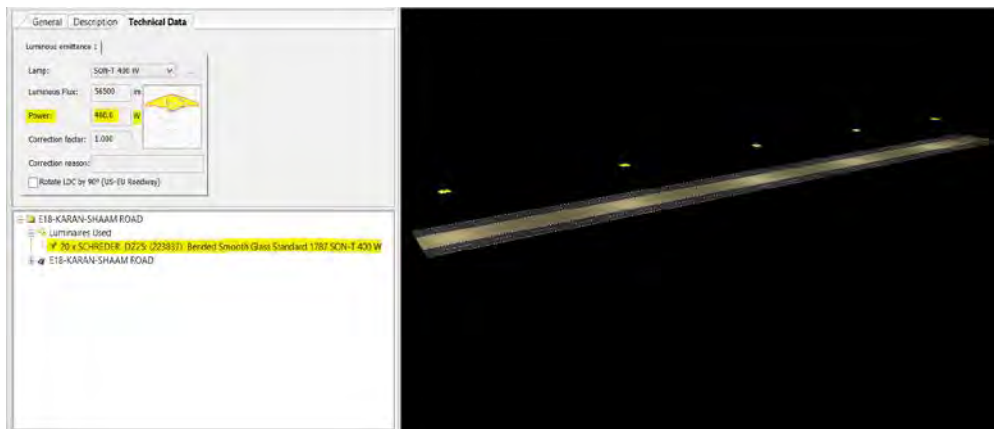 General Description Technical Data
Luminous emittance 1
Lamp: SON-T 400 W ...
Luminous Flux: 56500 lm
Power: 460.0 W
Correction factor: 1.000
Correction reason:
Rotate LDC by 90° (US-EU Roadway)
E18-KARAN-SHAAM ROAD
Luminaires Used
20 x SCHREDER DZ25 (223837) Bended Smooth Glass Standard 1787 SON-T 400 W
E18-KARAN-SHAAM ROAD